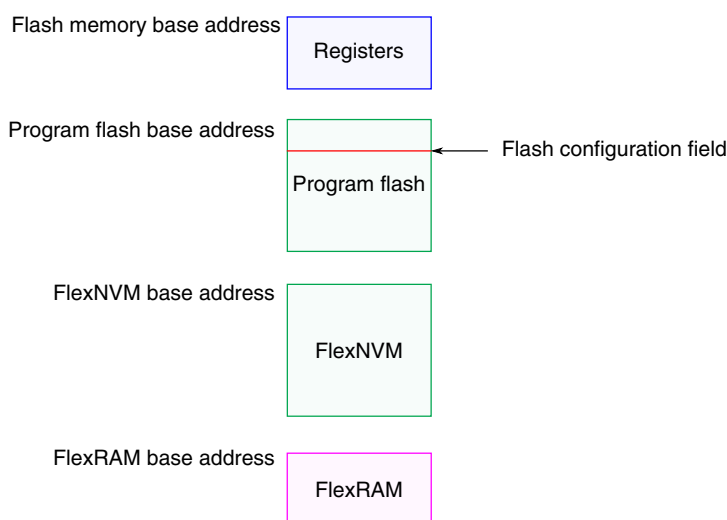 Flash memory base address
Registers
Program flash base address
Flash configuration field
Program flash
FlexNVM base address
FlexNVM
FlexRAM base address
FlexRAM